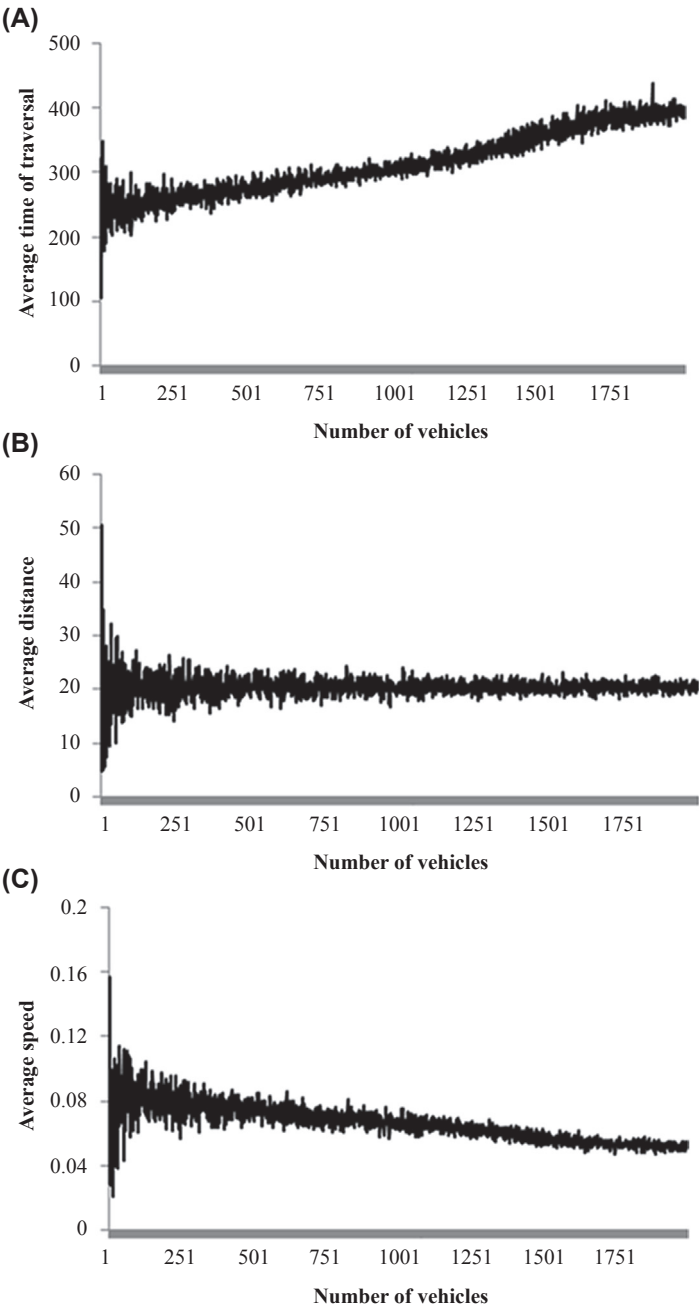 (A)
500
400
300
200
100
0
Average time of traversal
1 251 501 751 1001 1251 1501 1751
Number of vehicles
(B)
60
50
40
30
20
10
0
Average distance
1 251 501 751 1001 1251 1501 1751
Number of vehicles
(C)
0.2
0.16
0.12
0.08
0.04
0
Average speed
1 251 501 751 1001 1251 1501 1751
Number of vehicles